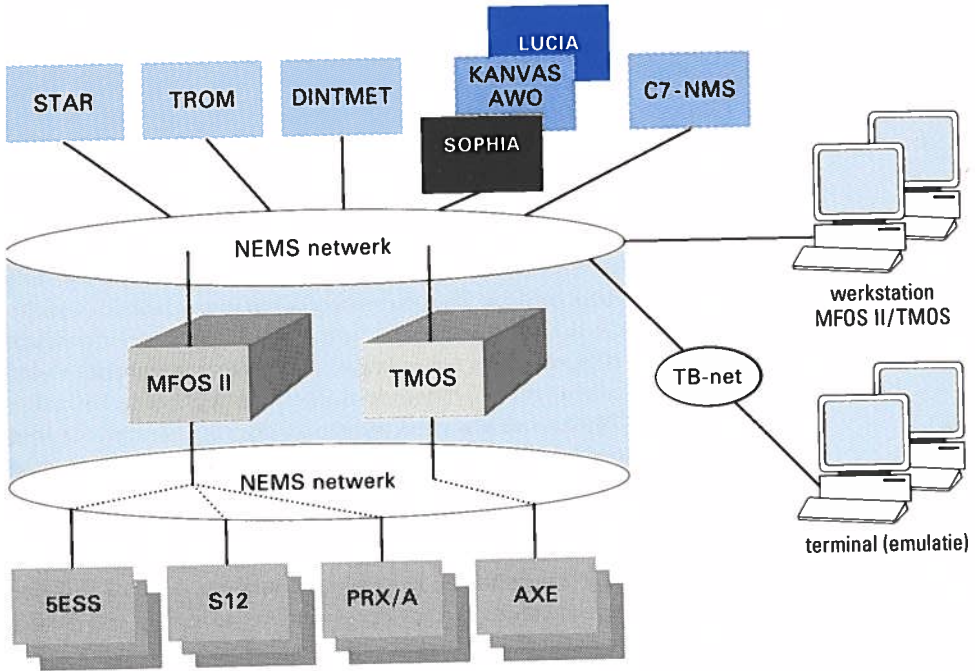 LUCIA
STAR
TROM
DINTMET
KANVAS
AWO
C7-NMS
SOPHIA
NEMS netwerk
werkstation
MFOS II/TMOS
MFOS II
TMOS
TB-net
NEMS netwerk
terminal (emulatie)
5ESS
S12
PRX/A
AXE